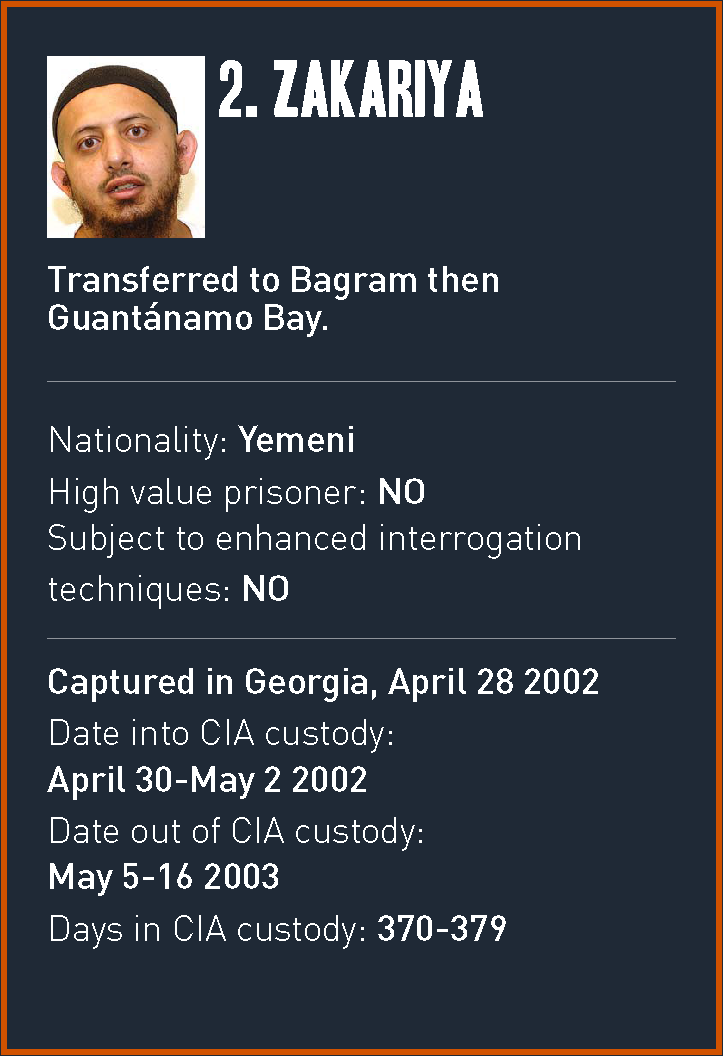 2. ZAKARIYA
Transferred to Bagram then
Guantánamo Bay.
Nationality: Yemeni
High value prisoner: NO
Subject to enhanced interrogation
techniques: NO
Captured in Georgia, April 28 2002
Date into CIA custody:
April 30-May 2 2002
Date out of CIA custody:
May 5-16 2003
Days in CIA custody: 370-379